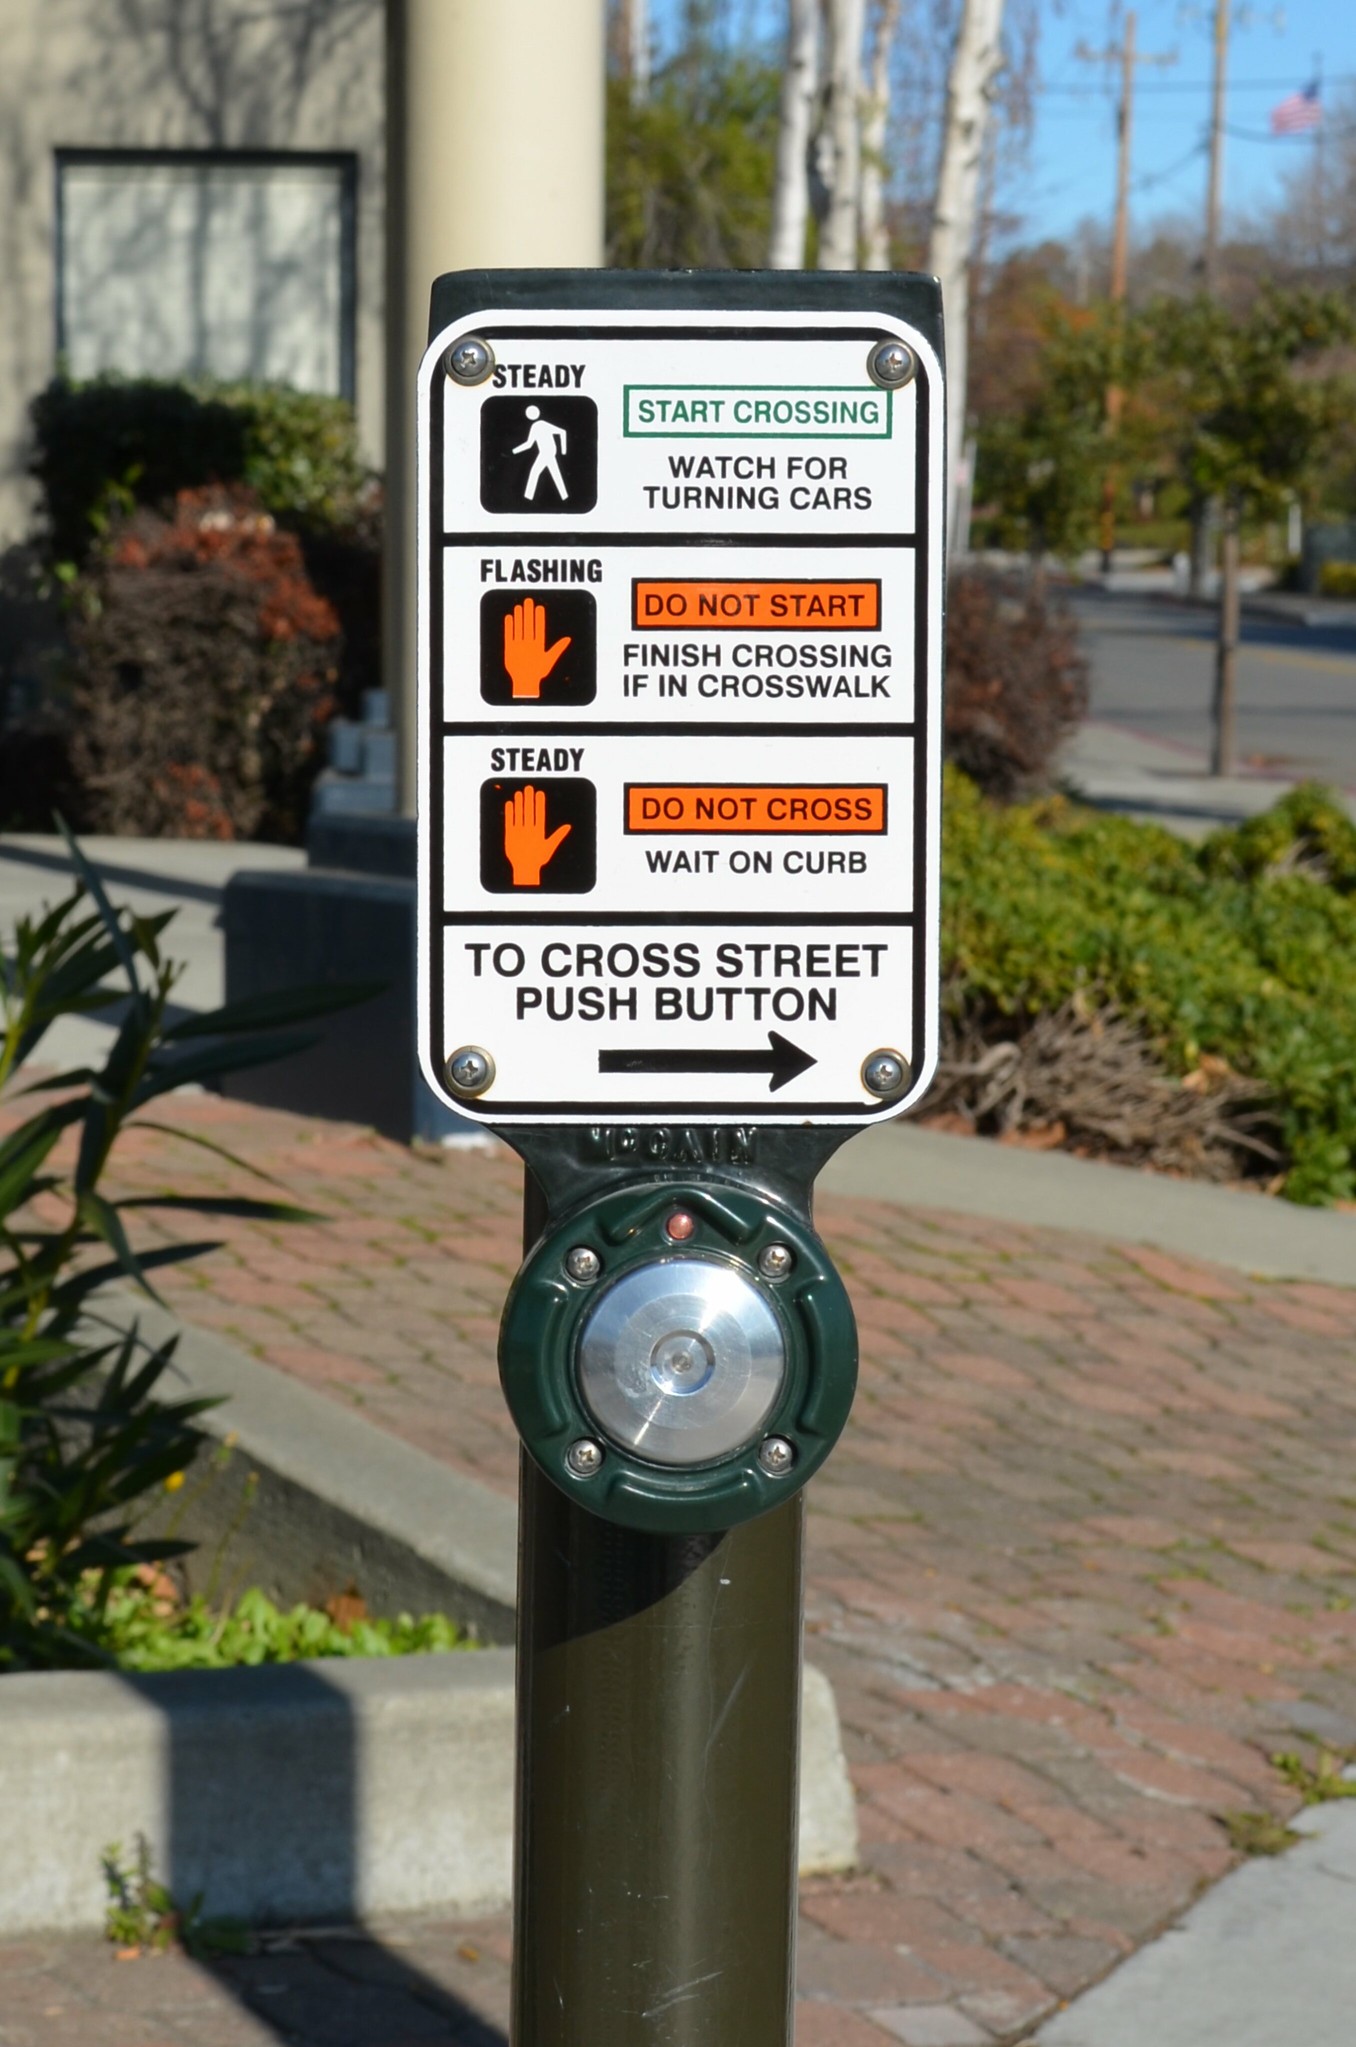 STEADY
START CROSSING
WATCH FOR
TURNING CARS
FLASHING
DO NOT START
FINISH CROSSING
IF IN CROSSWALK
STEADY
DO NOT CROSS
WAIT ON CURB
TO CROSS STREET
PUSH BUTTON